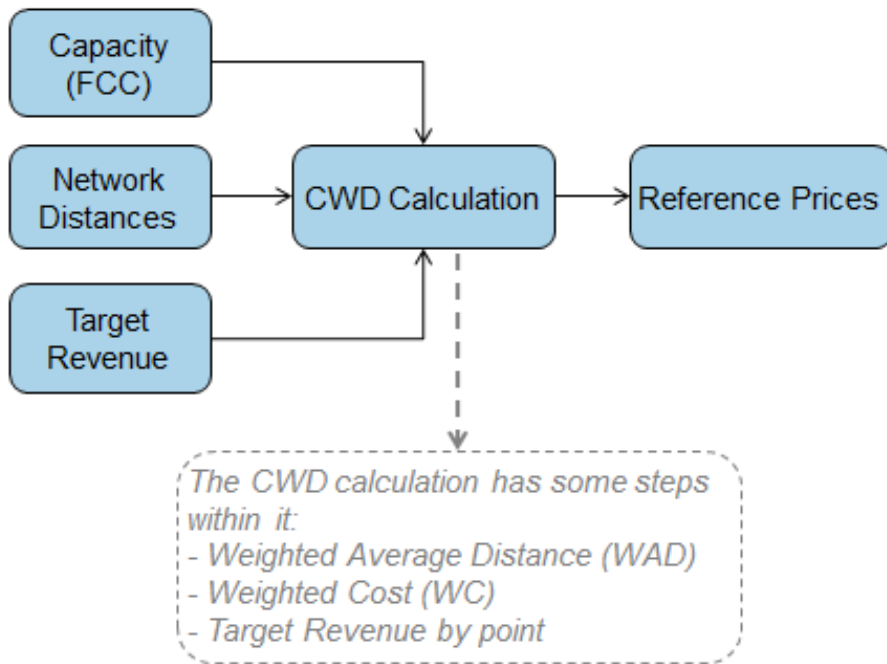 Capacity
(FCC)
Network
Distances
CWD Calculation
Reference Prices
Target
Revenue
The CWD calculation has some steps
within it:
- Weighted Average Distance (WAD)
- Weighted Cost (WC)
- Target Revenue by point